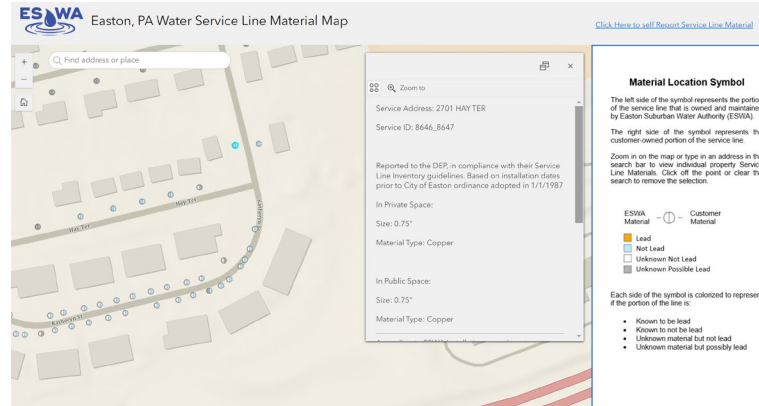 ESWA
Easton, PA Water Service Line Material Map
Click Here to self Report Service Line Material
Find address or place
Zoom to
Service Address: 2701 HAY TER
Service ID: 8646_8647
Reported to the DEP, in compliance with their Service
Line Inventory guidelines. Based on installation dates
prior to City of Easton ordinance adopted in 1/1/1987
In Private Space:
Size: 0.75"
Material Type: Copper
In Public Space:
Size: 0.75"
Material Type: Copper
Hay Ter
Hay Ter
Material Location Symbol
The left side of the symbol represents the portio
of the service line that is owned and maintaine
by Easton Suburban Water Authority (ESWA).
The right side of the symbol represents th
customer-owned portion of the service line.
Zoom in on the map or type in an address in th
search bar to view individual property Servic
Line Materials. Click off the point or clear th
search to remove the selection.
ESWA Customer
Material Material
Lead
Not Lead
Unknown Not Lead
Unknown Possible Lead
Each side of the symbol is colorized to represen
if the portion of the line is:
Known to be lead
Known to not be lead
Unknown material but not lead
Unknown material but possibly lead